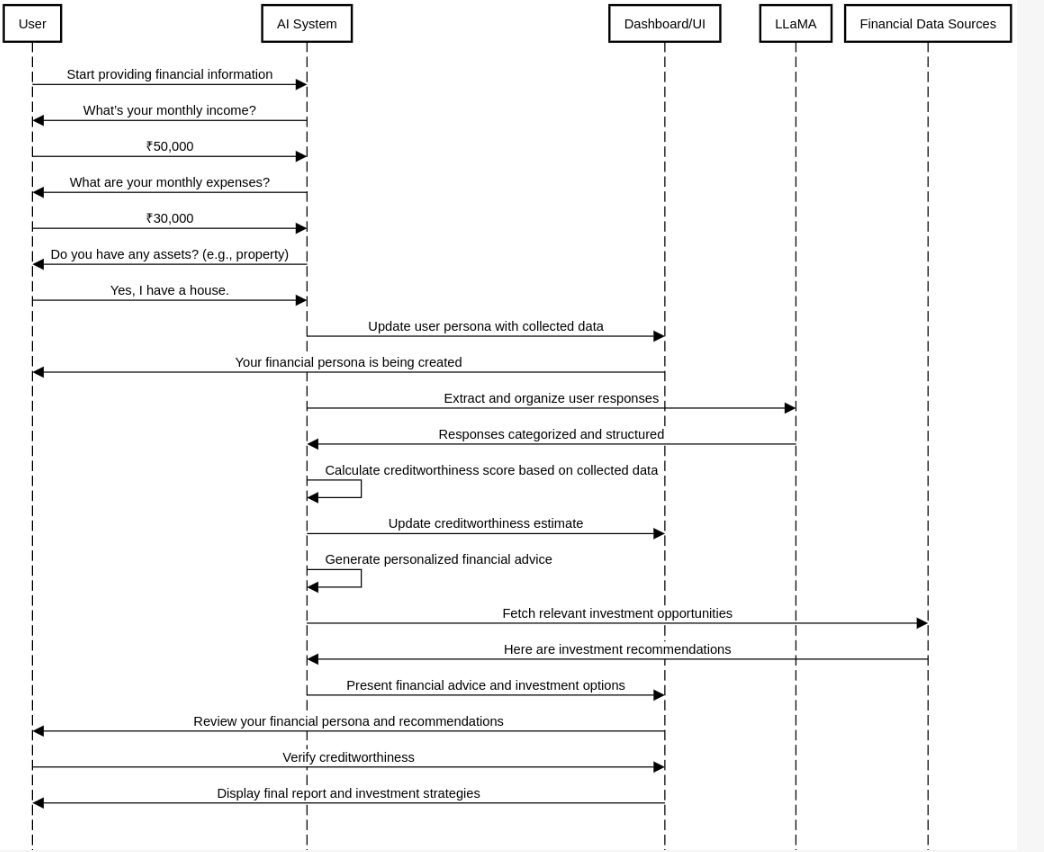 User
AI System
Dashboard/UI
LLaMA
Financial Data Sources
Start providing financial information
What's your monthly income?
₹50,000
What are your monthly expenses?
₹30,000
Do you have any assets? (e.g., property)
Yes, I have a house.
Update user persona with collected data
Your financial persona is being created
Extract and organize user responses
Responses categorized and structured
Calculate creditworthiness score based on collected data
Update creditworthiness estimate
Generate personalized financial advice
Fetch relevant investment opportunities
Here are investment recommendations
Present financial advice and investment options
Review your financial persona and recommendations
Verify creditworthiness
Display final report and investment strategies